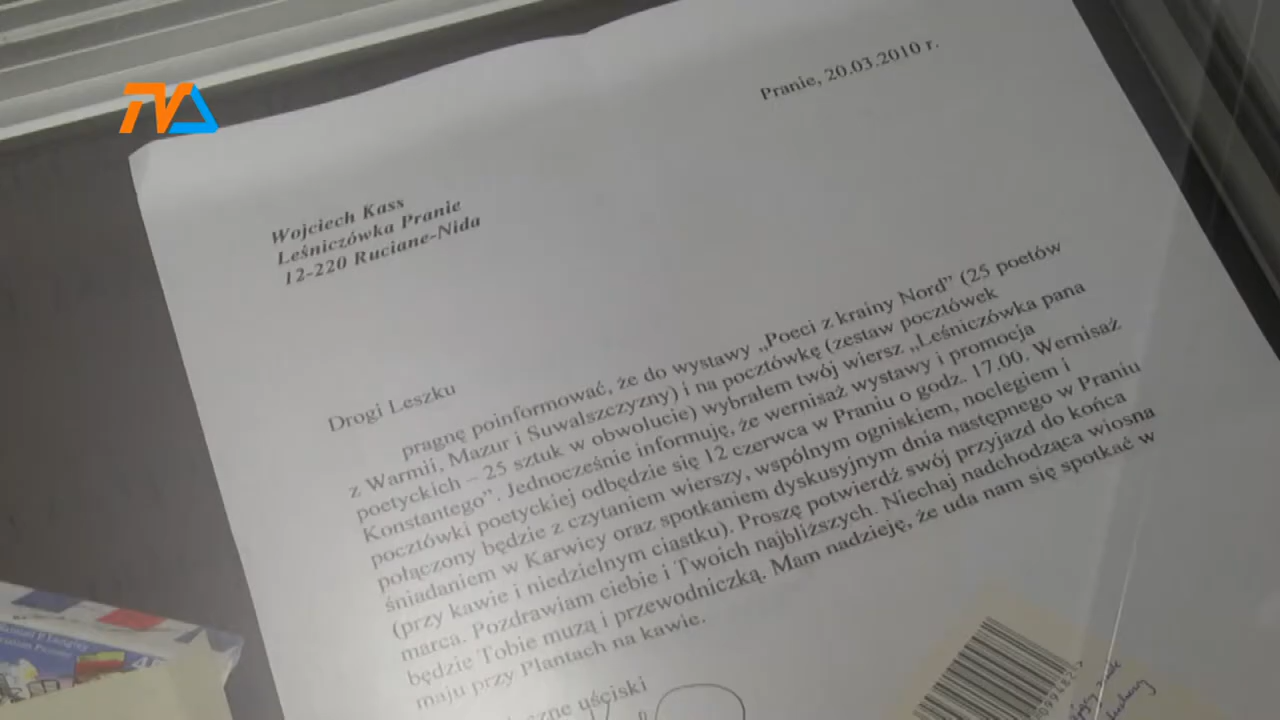 TVA
Pranie, 20.03.2010 r.
Wojciech Kass
Leśniczówka Pranie
12-220 Ruciane-Nida
Drogi Leszku
pragnę poinformować, że do wystawy „Poeci z krainy Nord” (25 poetów
z Warmii, Mazur i Suwalszczyzny) i na pocztówkę (zestaw pocztówek
poetyckich – 25 sztuk w obwolucie) wybrałem twój wiersz „Leśniczówka pana
Konstantego”. Jednocześnie informuję, że wernisaż wystawy i promocja
pocztówki poetyckiej odbędzie się 12 czerwca w Praniu o godz. 17.00. Wernisaż
połączony będzie z czytaniem wierszy, wspólnym ogniskiem, noclegiem i
śniadaniem w Karwicy oraz spotkaniem dyskusyjnym dnia następnego w Praniu
(przy kawie i niedzielnym ciastku). Proszę potwierdź swój przyjazd do końca
marca. Pozdrawiam ciebie i Twoich najbliższych. Niechaj nadchodząca wiosna
będzie Tobie muzą i przewodniczką. Mam nadzieję, że uda nam się spotkać w
maju przy Plantach na kawie.
uściski